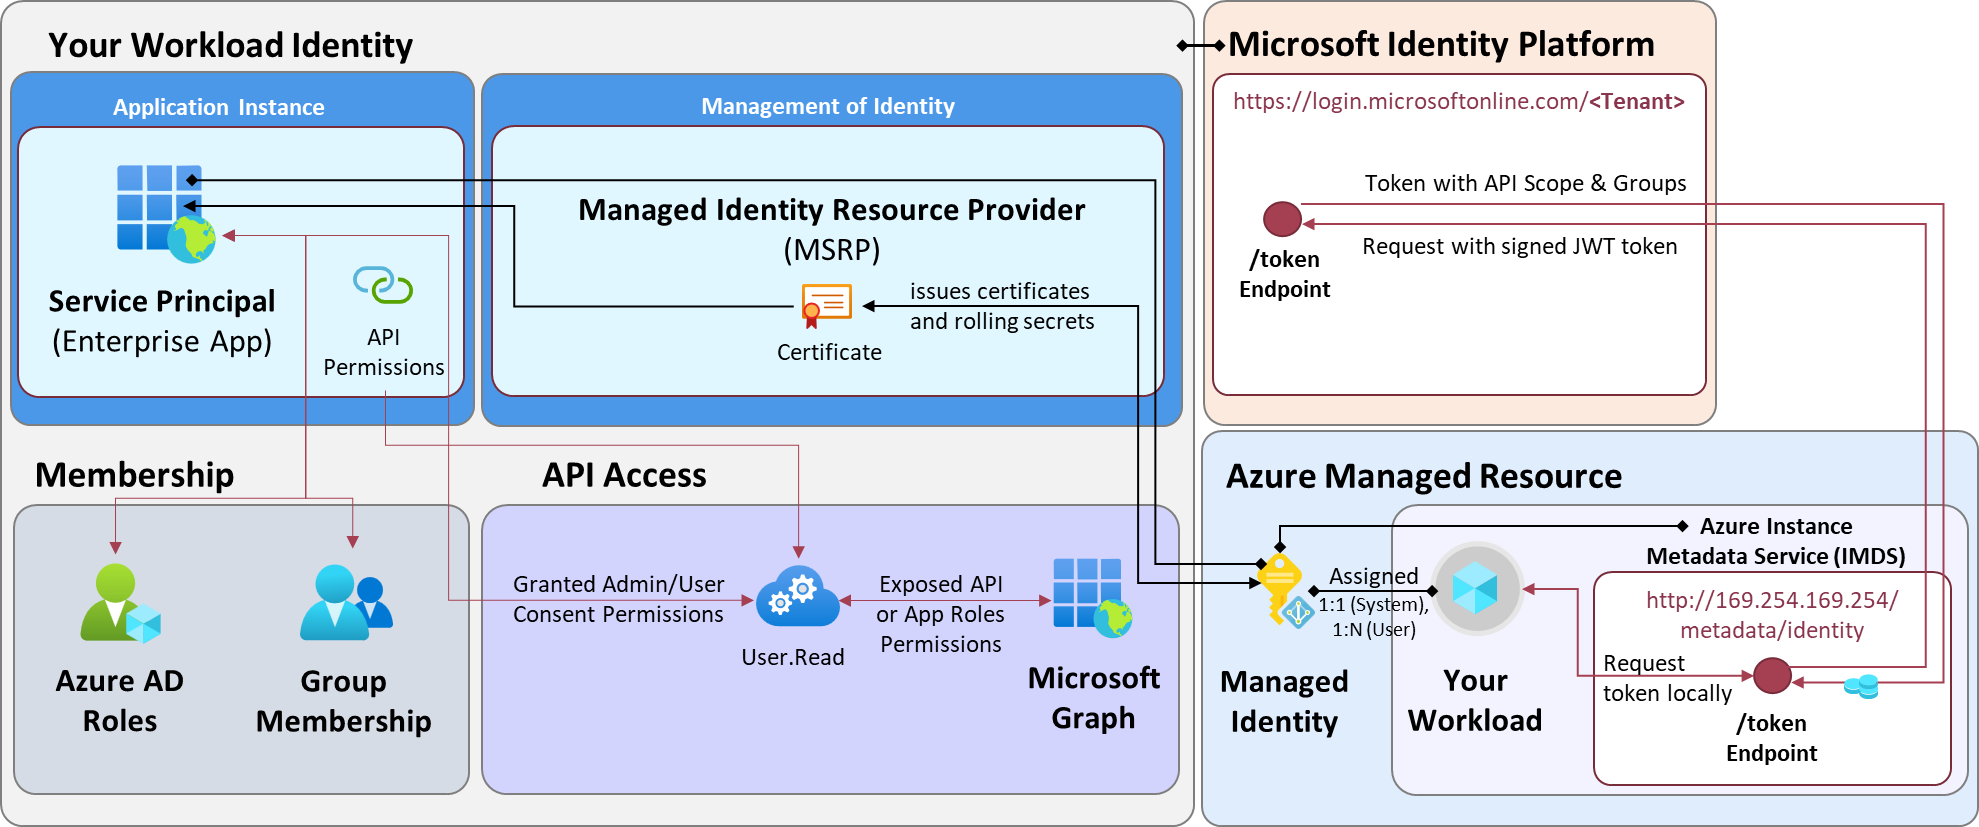 Your Workload Identity
Application Instance
Service Principal
(Enterprise App)
API
Permissions
Management of Identity
Managed Identity Resource Provider
(MSRP)
issues certificates
and rolling secrets
Certificate
Membership
Azure AD
Roles
Group
Membership
API Access
Granted Admin/User
Consent Permissions
User.Read
Exposed API
or App Roles
Permissions
Microsoft
Graph
Microsoft Identity Platform
https://login.microsoftonline.com/<Tenant>
Token with API Scope & Groups
Request with signed JWT token
/token
Endpoint
Azure Managed Resource
Managed
Identity
Assigned
1:1 (System),
1:N (User)
Your
Workload
Azure Instance
Metadata Service (IMDS)
http://169.254.169.254/
metadata/identity
Request
token locally
/token
Endpoint